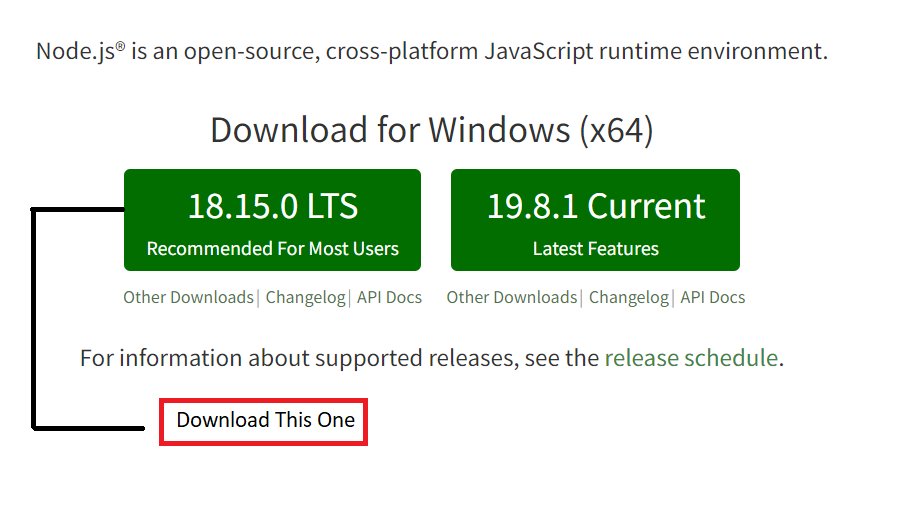 Node.js® is an open-source, cross-platform JavaScript runtime environment.
Download for Windows (x64)
18.15.0 LTS
Recommended For Most Users
19.8.1 Current
Latest Features
Other Downloads| Changelog| API Docs
Other Downloads| Changelog| API Docs
For information about supported releases, see the release schedule.
Download This One